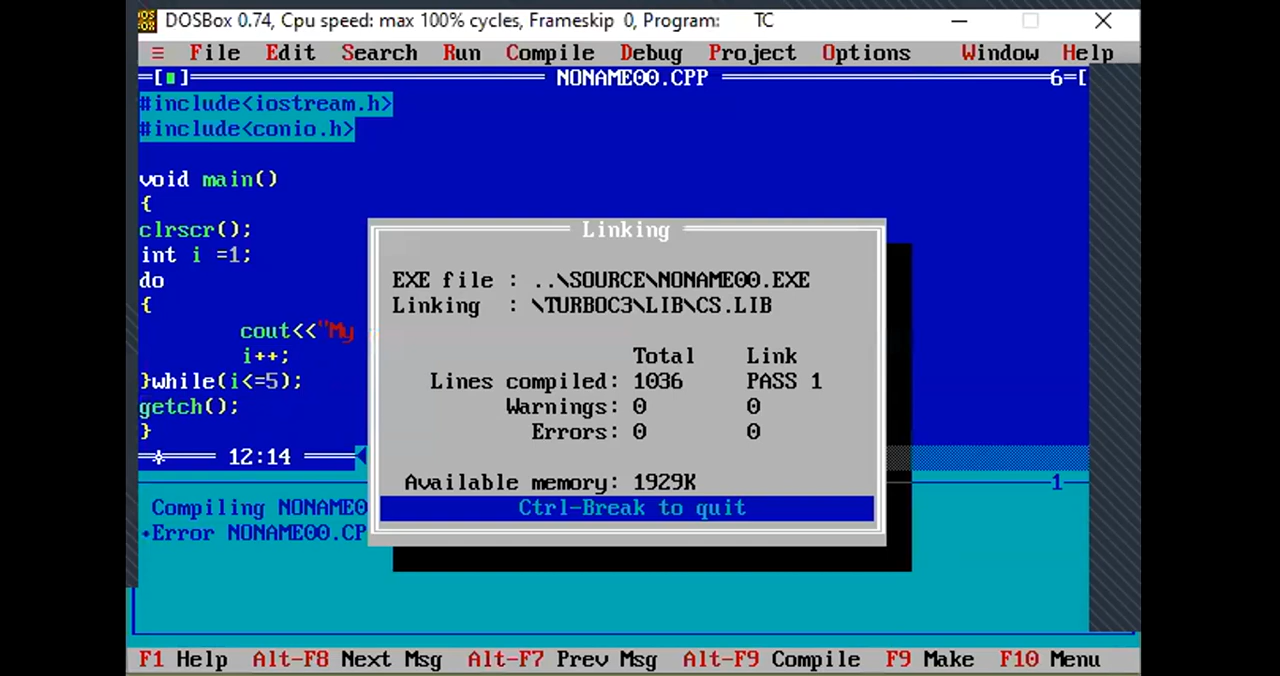 DOSBox 0.74, Cpu speed: max 100% cycles, Frameskip 0, Program: TC
≡ File Edit Search Run Compile Debug Project Options Window Help
NONAME00.CPP 6=[
#include<iostream.h>
#include<conio.h>
void main()
{
clrscr();
int i =1;
do
{
cout<<"My
i++;
}while(i<=5);
getch();
}
12:14
Linking
EXE file : ..\SOURCE\NONAME00.EXE
Linking : \TURBOC3\LIB\CS.LIB
Total Link
Lines compiled: 1036 PASS 1
Warnings: 0 0
Errors: 0 0
Available memory: 1929K
Ctrl-Break to quit
1
Compiling NONAME0
•Error NONAME00.CP
F1 Help Alt-F8 Next Msg Alt-F7 Prev Msg Alt-F9 Compile F9 Make F10 Menu